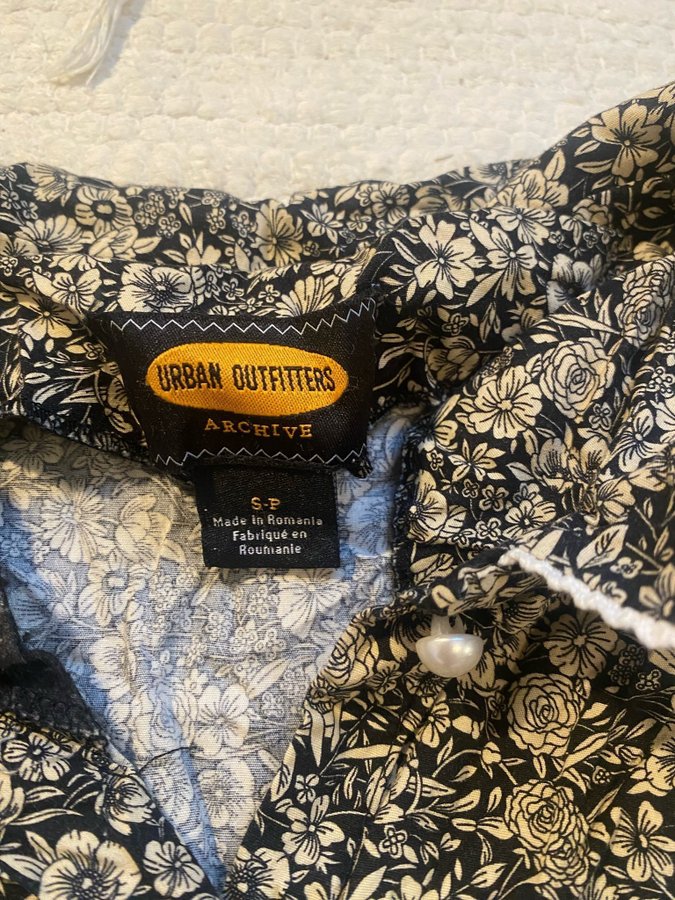 URBAN OUTFITTERS
ARCHIVE
S-P
Made in Romania
Fabriqué en
Roumanie